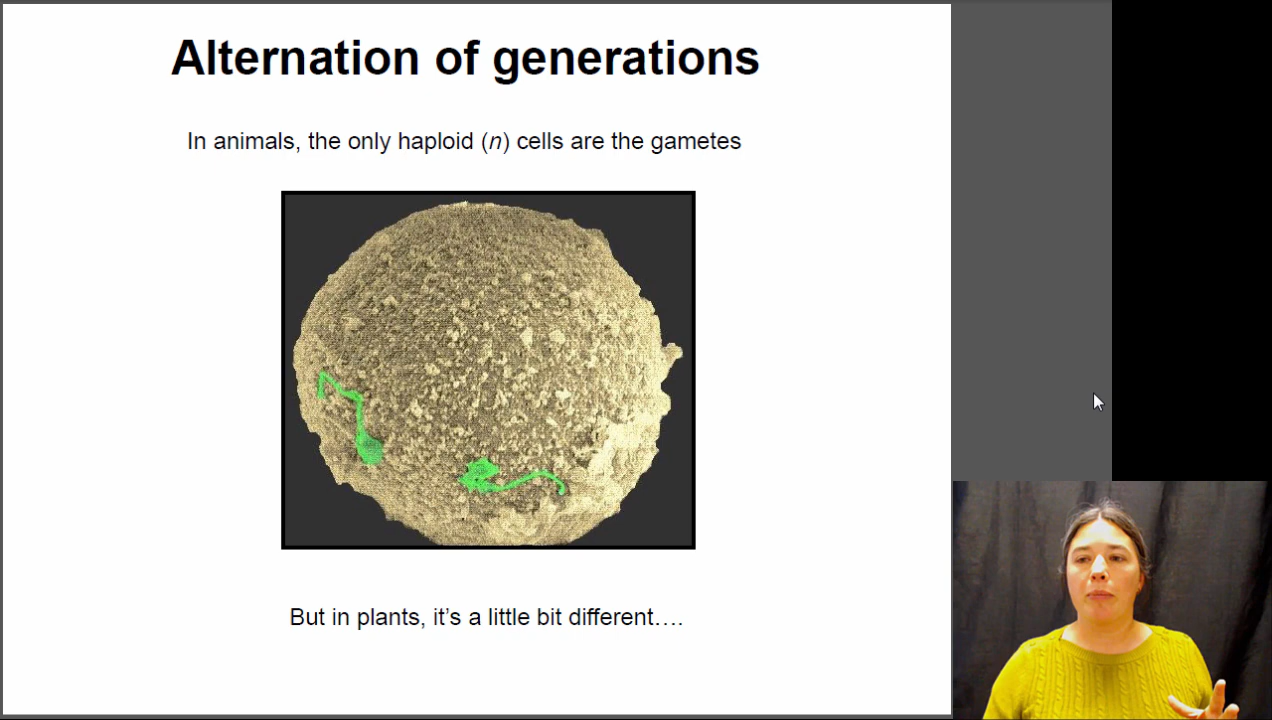 Alternation of generations
In animals, the only haploid (n) cells are the gametes
But in plants, it’s a little bit different….